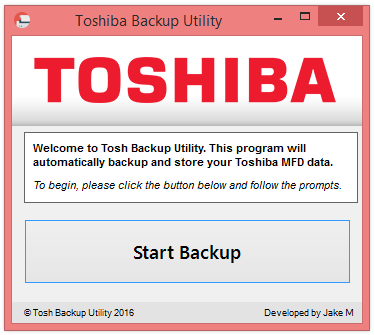 Toshiba Backup Utility
TOSHIBA
Welcome to Tosh Backup Utility. This program will
automatically backup and store your Toshiba MFD data.
To begin, please click the button below and follow the prompts.
Start Backup
© Tosh Backup Utility 2016 Developed by Jake M